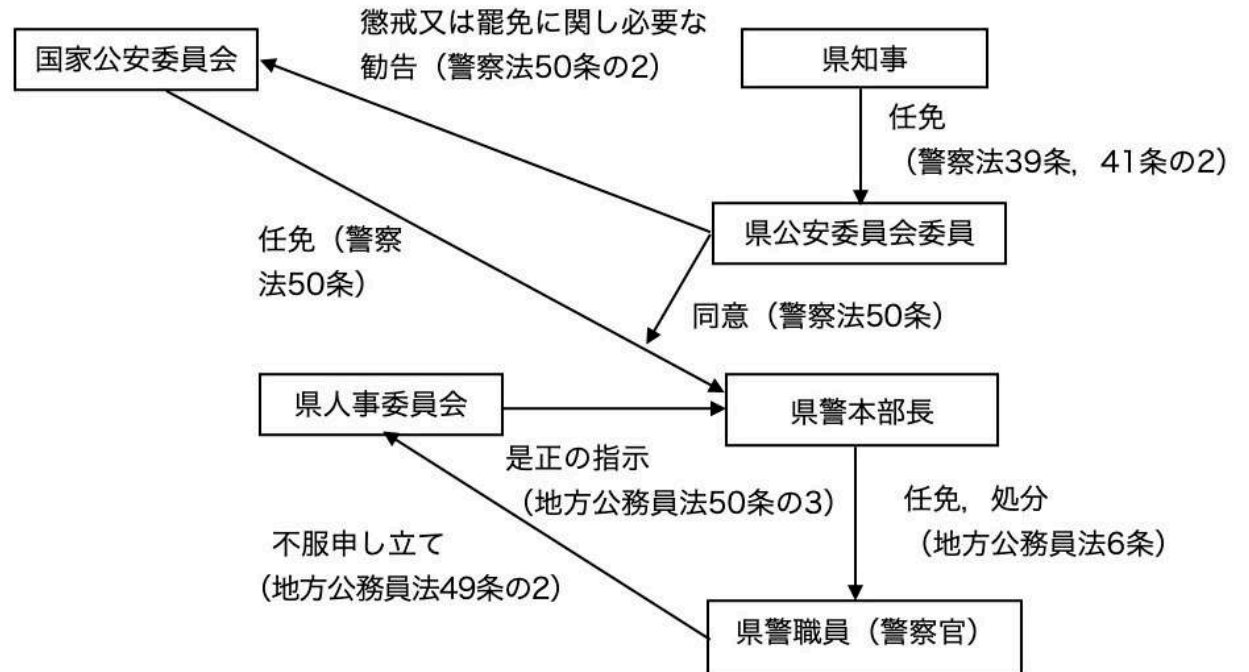 懲戒又は罷免に関し必要な
勧告（警察法50条の2）
国家公安委員会
県知事
任免
（警察法39条，41条の2）
県公安委員会委員
任免（警察
法50条）
同意（警察法50条）
県人事委員会
県警本部長
是正の指示
（地方公務員法50条の3）
任免，処分
（地方公務員法6条）
不服申し立て
（地方公務員法49条の2）
県警職員（警察官）